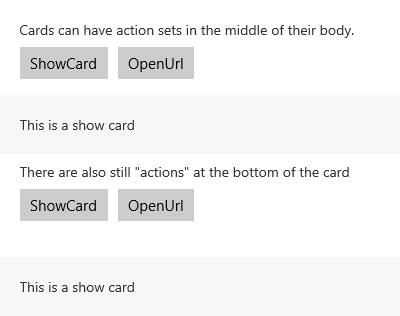 Cards can have action sets in the middle of their body.
ShowCard OpenUrl
This is a show card
There are also still "actions" at the bottom of the card
ShowCard OpenUrl
This is a show card